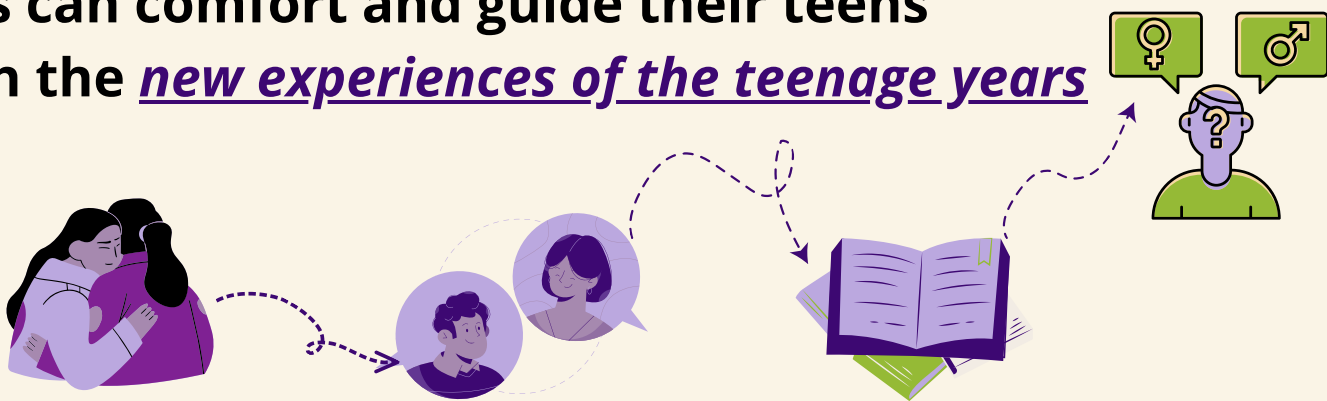 s can comfort and guide their teens
n the new experiences of the teenage years